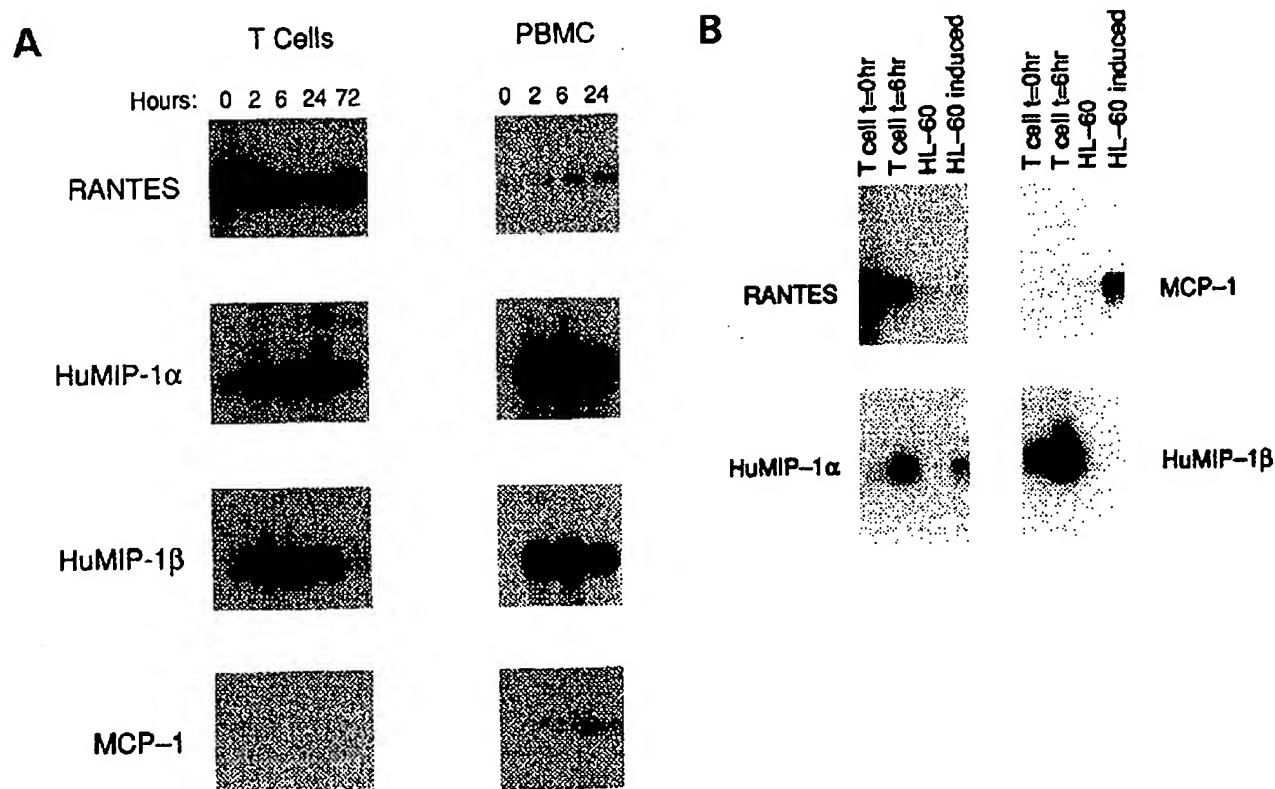 A
T Cells
PBMC
Hours: 0 2 6 24 72
0 2 6 24
RANTES
HuMIP-1α
HuMIP-1β
MCP–1
B
T cell t=0hr
T cell t=6hr
HL–60
HL–60 induced
T cell t=0hr
T cell t=6hr
HL–60
HL–60 induced
RANTES
MCP–1
HuMIP–1α
HuMIP–1β